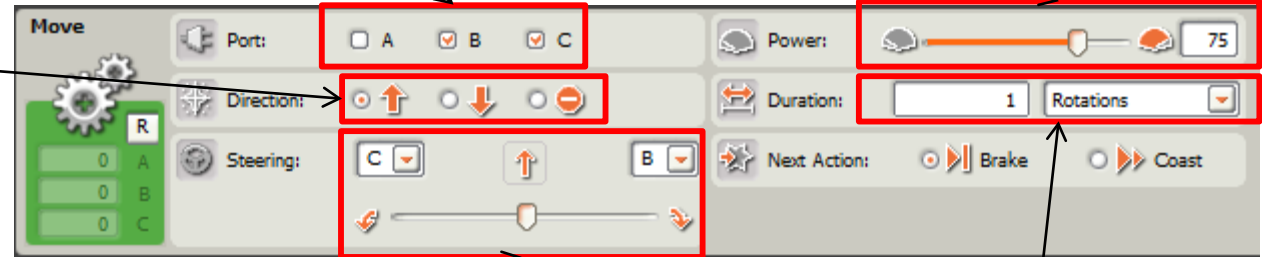 Move
Port: A B C
Power: 75
Direction:
Duration: 1 Rotations
R
Steering: C B
Next Action: Brake Coast
0 A
0 B
0 C